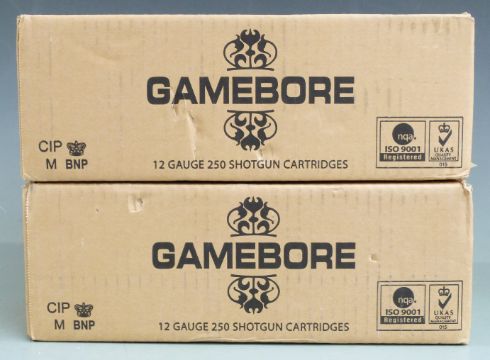 GAMEBORE
CIP
M BNP
12 GAUGE 250 SHOTGUN CARTRIDGES
nqa.
ISO 9001
Registered
UKAS
QUALITY
MANAGEMENT
015
GAMEBORE
CIP
M BNP
12 GAUGE 250 SHOTGUN CARTRIDGES
nqa.
ISO 9001
Registered
UKAS
QUALITY
MANAGEMENT
015